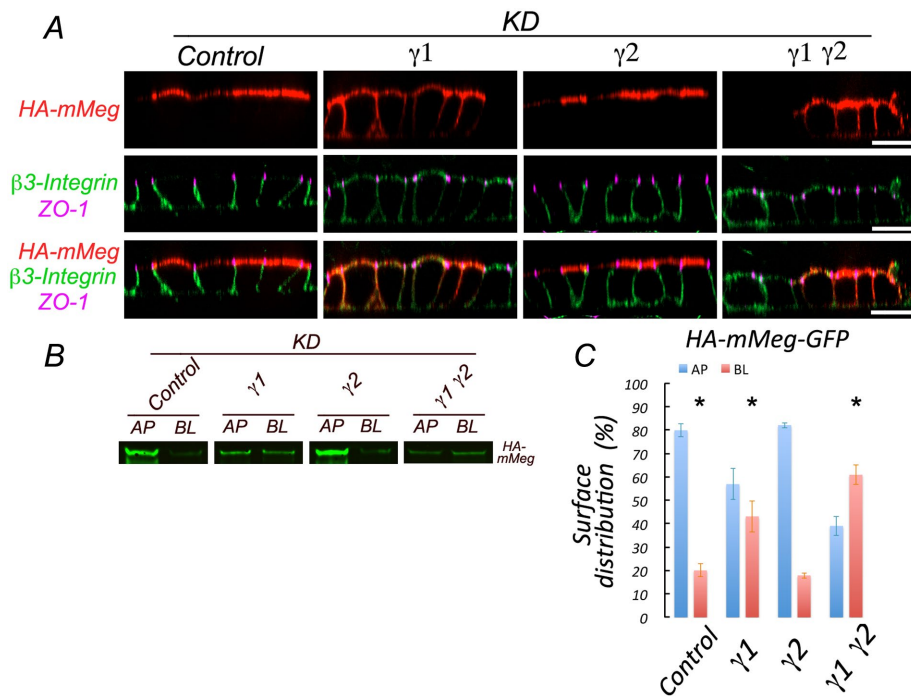 A
KD
Control γ1 γ2 γ1 γ2
HA-mMeg
β3-Integrin
ZO-1
HA-mMeg
β3-Integrin
ZO-1
B
KD
Control γ1 γ2 γ1 γ2
AP BL AP BL AP BL AP BL
HA-
mMeg
C
HA-mMeg-GFP
AP BL
Surface
distribution (%)
100
90
80
70
60
50
40
30
20
10
0
* * *
Control γ1 γ2 γ1 γ2